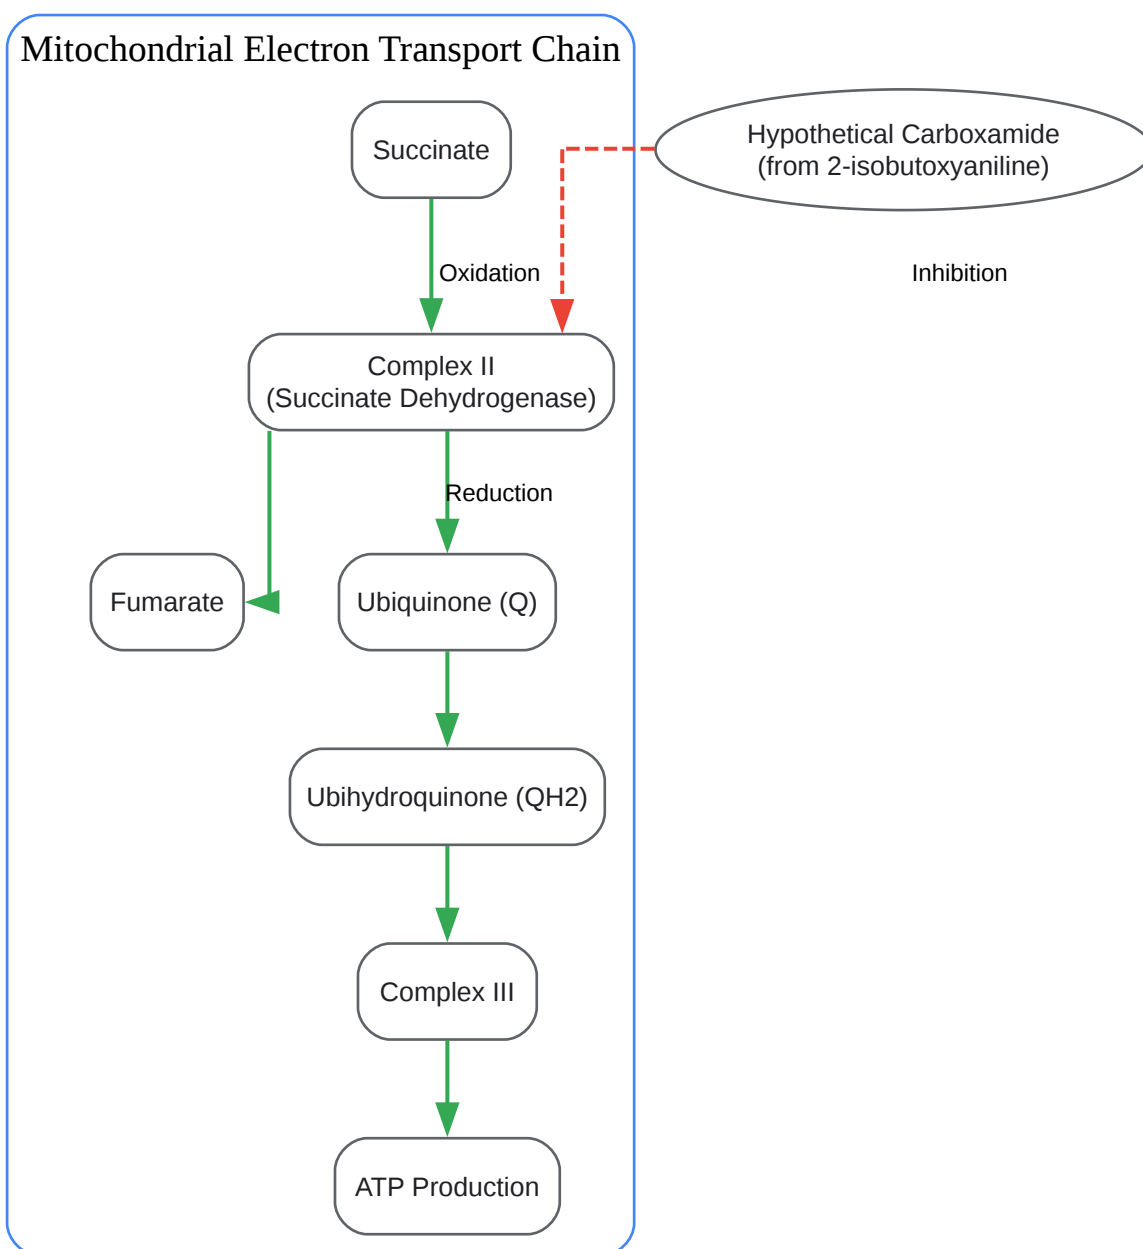 Mitochondrial Electron Transport Chain
Succinate
Hypothetical Carboxamide
(from 2-isobutoxyaniline)
Oxidation
Inhibition
Complex II
(Succinate Dehydrogenase)
Reduction
Fumarate
Ubiquinone (Q)
Ubihydroquinone (QH2)
Complex III
ATP Production